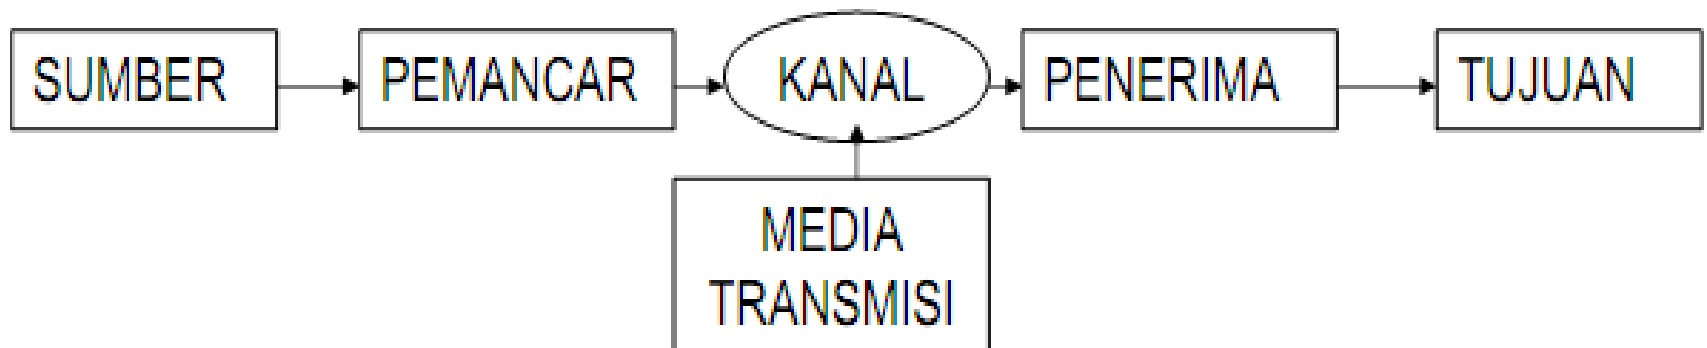 SUMBER
PEMANCAR
KANAL
PENERIMA
TUJUAN
MEDIA
TRANSMISI